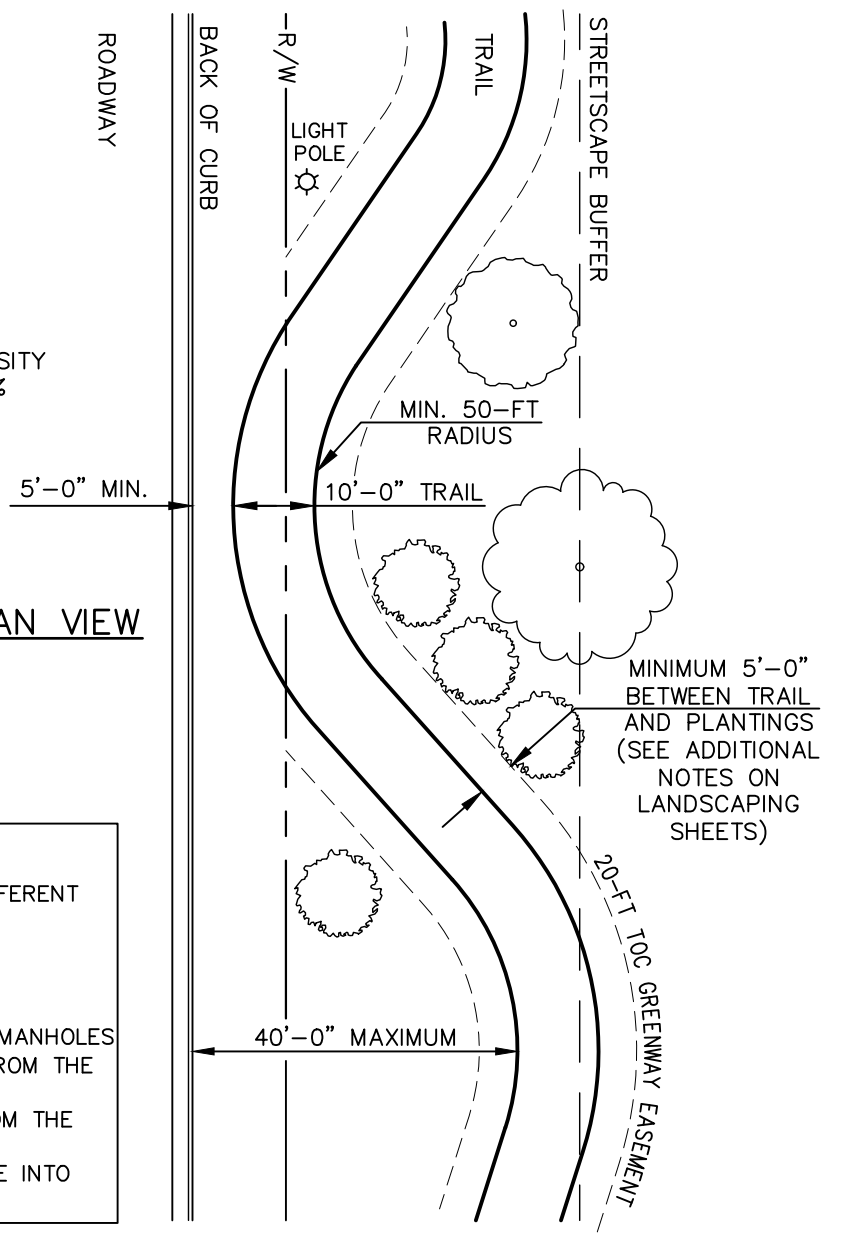 ROADWAY
BACK OF CURB
R/W
TRAIL
STREETSCAPE BUFFER
LIGHT
POLE
SITY
%
MIN. 50-FT
RADIUS
5'-0" MIN.
10'-0" TRAIL
AN VIEW
MINIMUM 5'-0"
BETWEEN TRAIL
AND PLANTINGS
(SEE ADDITIONAL
NOTES ON
LANDSCAPING
SHEETS)
20-FT TOC GREENWAY EASEMENT
FERENT
MANHOLES
ROM THE
OM THE
E INTO
40'-0" MAXIMUM